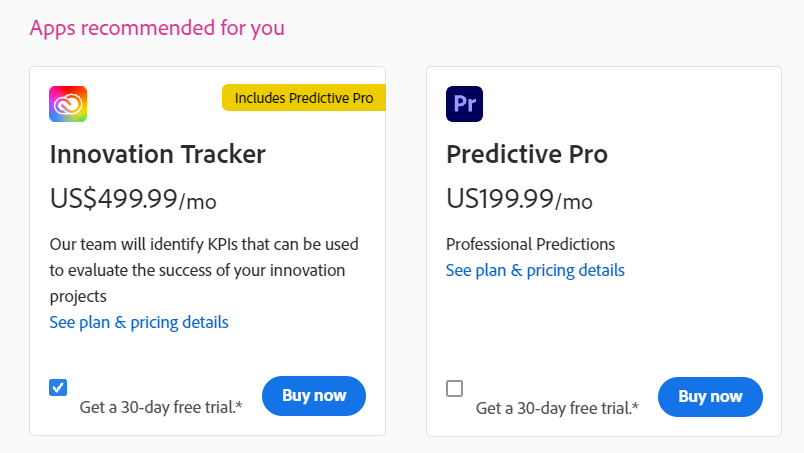 Apps recommended for you
Includes Predictive Pro
Innovation Tracker
US$499.99/mo
Our team will identify KPIs that can be used
to evaluate the success of your innovation
projects
See plan & pricing details
Get a 30-day free trial.*
Buy now
Pr
Predictive Pro
US199.99/mo
Professional Predictions
See plan & pricing details
Get a 30-day free trial.*
Buy now